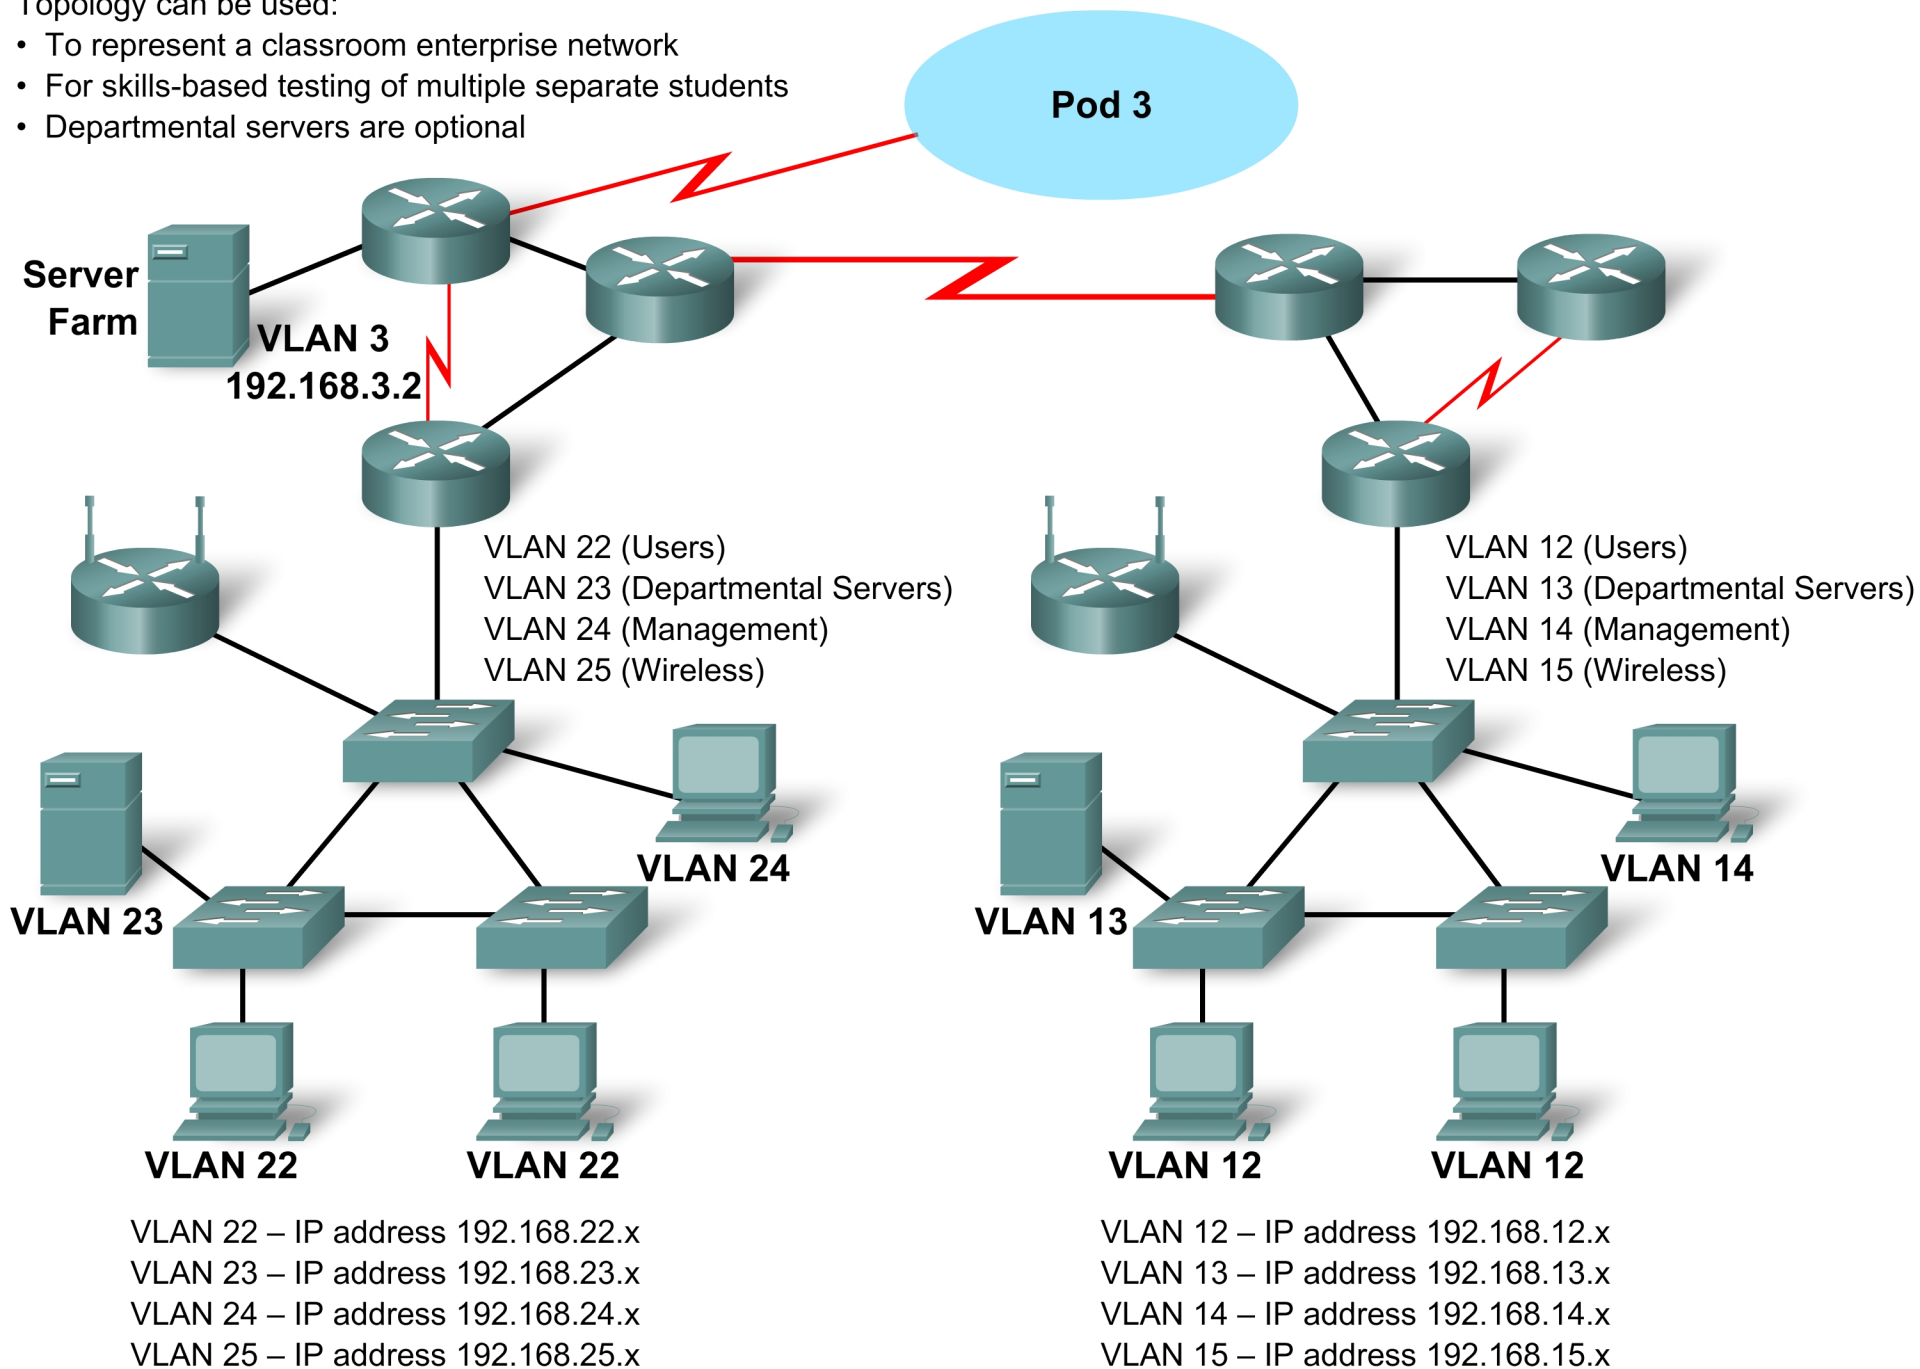 Topology can be used:
• To represent a classroom enterprise network
• For skills-based testing of multiple separate students
• Departmental servers are optional
Pod 3
Server
Farm
VLAN 3
192.168.3.2
VLAN 22 (Users)
VLAN 23 (Departmental Servers)
VLAN 24 (Management)
VLAN 25 (Wireless)
VLAN 12 (Users)
VLAN 13 (Departmental Servers)
VLAN 14 (Management)
VLAN 15 (Wireless)
VLAN 24
VLAN 14
VLAN 23
VLAN 13
VLAN 22
VLAN 22
VLAN 12
VLAN 12
VLAN 22 – IP address 192.168.22.x
VLAN 23 – IP address 192.168.23.x
VLAN 24 – IP address 192.168.24.x
VLAN 25 – IP address 192.168.25.x
VLAN 12 – IP address 192.168.12.x
VLAN 13 – IP address 192.168.13.x
VLAN 14 – IP address 192.168.14.x
VLAN 15 – IP address 192.168.15.x